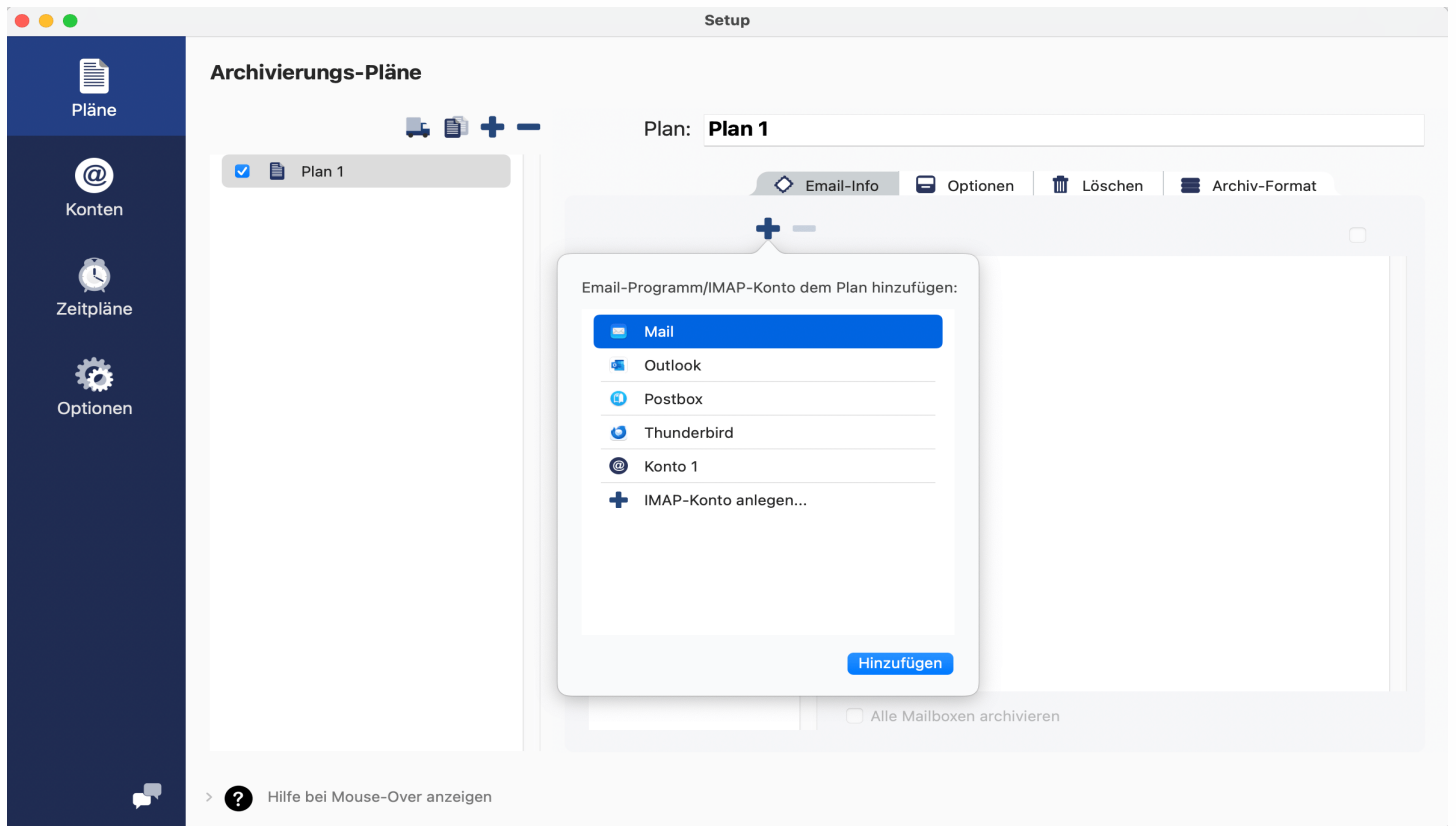 Setup
Pläne
Konten
Zeitpläne
Optionen
Archivierungs-Pläne
Plan: Plan 1
Plan 1
Email-Info Optionen Löschen Archiv-Format
Email-Programm/IMAP-Konto dem Plan hinzufügen:
Mail
Outlook
Postbox
Thunderbird
@ Konto 1
IMAP-Konto anlegen...
Hinzufügen
Alle Mailboxen archivieren
? Hilfe bei Mouse-Over anzeigen